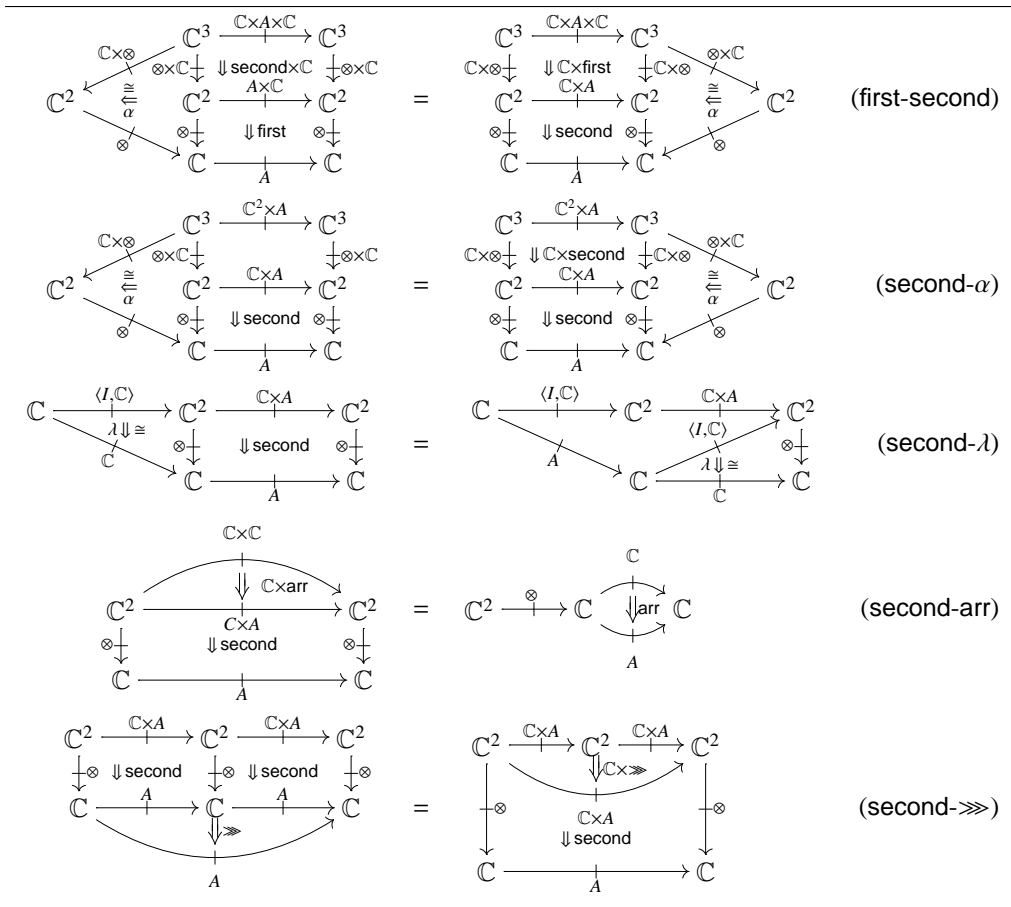 ℂ×A×ℂ ℂ×A×ℂ
ℂ³ ℂ³ ℂ³ ℂ³
ℂ×⊗ ⊗×ℂ ⇓second×ℂ ⊗×ℂ ℂ×⊗ ⇓ℂ×first ℂ×⊗ ⊗×ℂ
A×ℂ ℂ×A
ℂ² ≅⇐α ℂ² ℂ² = ℂ² ℂ² ≅⇐α ℂ² (first-second)
⊗ ⊗ ⇓first ⊗ ⊗ ⇓second ⊗ ⊗
ℂ ℂ ℂ ℂ
A A
ℂ²×A ℂ²×A
ℂ³ ℂ³ ℂ³ ℂ³
ℂ×⊗ ⊗×ℂ ⊗×ℂ ℂ×⊗ ⇓ℂ×second ℂ×⊗ ⊗×ℂ
ℂ×A ℂ×A
ℂ² ≅⇐α ℂ² ℂ² = ℂ² ℂ² ≅⇐α ℂ² (second-α)
⊗ ⊗ ⇓second ⊗ ⊗ ⇓second ⊗ ⊗
ℂ ℂ ℂ ℂ
A A
⟨I,ℂ⟩ ℂ×A ⟨I,ℂ⟩ ℂ×A
ℂ ℂ² ℂ² ℂ ℂ² ℂ²
λ⇓≅ ℂ ⊗ ⇓second ⊗ = A ⟨I,ℂ⟩ λ⇓≅ ⊗ (second-λ)
ℂ ℂ ℂ ℂ
A ℂ
ℂ×ℂ ℂ
⇓ ℂ×arr
ℂ² ℂ² = ℂ² ⊗ ℂ ⇓arr ℂ (second-arr)
C×A
⊗ ⇓second ⊗ A
ℂ ℂ
A
ℂ×A ℂ×A ℂ×A ℂ×A
ℂ² ℂ² ℂ² ℂ² ℂ² ℂ²
⊗ ⇓second ⊗ ⇓second ⊗ ⇓ℂ×⋙
A A
ℂ ℂ ℂ = ⊗ ℂ×A ⊗ (second-⋙)
⇓⋙ ⇓second
A ℂ ℂ
A